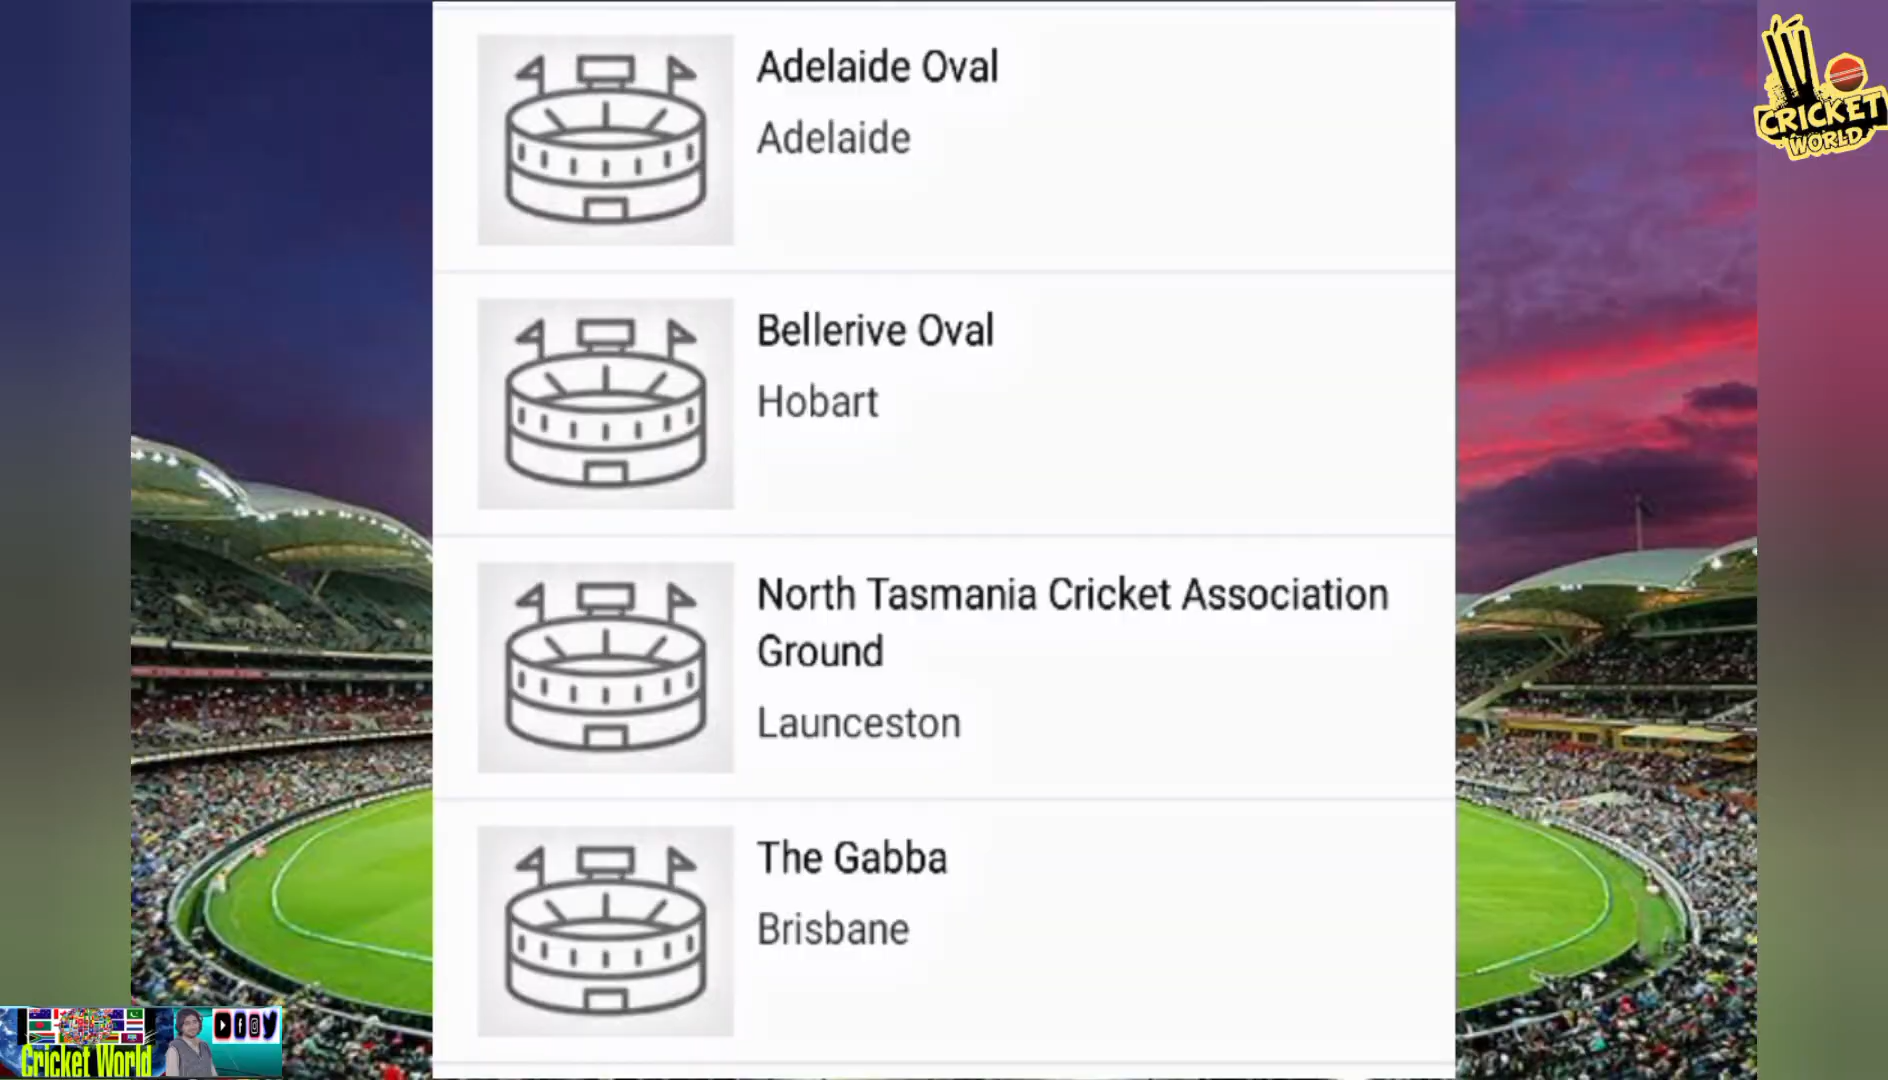 Adelaide Oval
Adelaide
Bellerive Oval
Hobart
North Tasmania Cricket Association
Ground
Launceston
The Gabba
Brisbane
CRICKET
WORLD
Cricket World